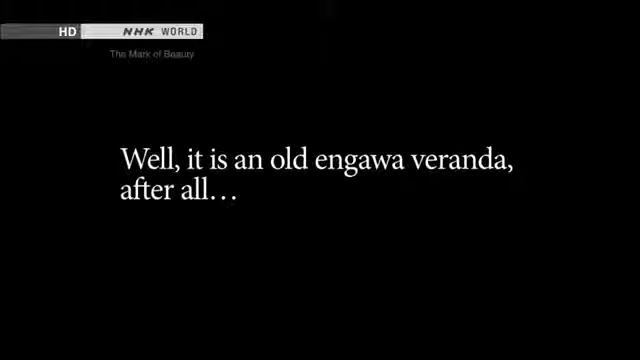 HD NHK WORLD
The Mark of Beauty
Well, it is an old engawa veranda,
after all…